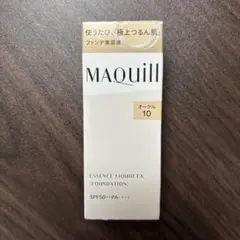 使うたび、極上つるん肌。
ファンデ美容液
MAQuill
オークル
10
ESSENCE LIQUID EX
(FOUNDATION)
SPF50+・PA++++